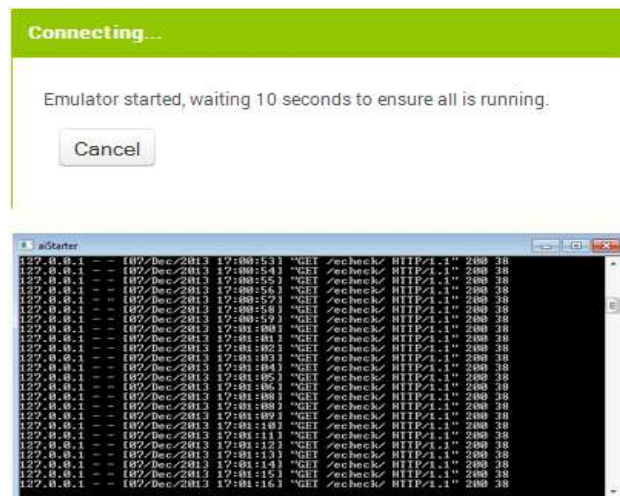 Connecting...
Emulator started, waiting 10 seconds to ensure all is running.
Cancel
aiStarter
127.0.0.1 - - [07/Dec/2013 17:00:53] "GET /echeck/ HTTP/1.1" 200 38
127.0.0.1 - - [07/Dec/2013 17:00:54] "GET /echeck/ HTTP/1.1" 200 38
127.0.0.1 - - [07/Dec/2013 17:00:55] "GET /echeck/ HTTP/1.1" 200 38
127.0.0.1 - - [07/Dec/2013 17:00:56] "GET /echeck/ HTTP/1.1" 200 38
127.0.0.1 - - [07/Dec/2013 17:00:57] "GET /echeck/ HTTP/1.1" 200 38
127.0.0.1 - - [07/Dec/2013 17:00:58] "GET /echeck/ HTTP/1.1" 200 38
127.0.0.1 - - [07/Dec/2013 17:00:59] "GET /echeck/ HTTP/1.1" 200 38
127.0.0.1 - - [07/Dec/2013 17:01:00] "GET /echeck/ HTTP/1.1" 200 38
127.0.0.1 - - [07/Dec/2013 17:01:01] "GET /echeck/ HTTP/1.1" 200 38
127.0.0.1 - - [07/Dec/2013 17:01:02] "GET /echeck/ HTTP/1.1" 200 38
127.0.0.1 - - [07/Dec/2013 17:01:03] "GET /echeck/ HTTP/1.1" 200 38
127.0.0.1 - - [07/Dec/2013 17:01:04] "GET /echeck/ HTTP/1.1" 200 38
127.0.0.1 - - [07/Dec/2013 17:01:05] "GET /echeck/ HTTP/1.1" 200 38
127.0.0.1 - - [07/Dec/2013 17:01:06] "GET /echeck/ HTTP/1.1" 200 38
127.0.0.1 - - [07/Dec/2013 17:01:08] "GET /echeck/ HTTP/1.1" 200 38
127.0.0.1 - - [07/Dec/2013 17:01:08] "GET /echeck/ HTTP/1.1" 200 38
127.0.0.1 - - [07/Dec/2013 17:01:09] "GET /echeck/ HTTP/1.1" 200 38
127.0.0.1 - - [07/Dec/2013 17:01:10] "GET /echeck/ HTTP/1.1" 200 38
127.0.0.1 - - [07/Dec/2013 17:01:11] "GET /echeck/ HTTP/1.1" 200 38
127.0.0.1 - - [07/Dec/2013 17:01:12] "GET /echeck/ HTTP/1.1" 200 38
127.0.0.1 - - [07/Dec/2013 17:01:13] "GET /echeck/ HTTP/1.1" 200 38
127.0.0.1 - - [07/Dec/2013 17:01:14] "GET /echeck/ HTTP/1.1" 200 38
127.0.0.1 - - [07/Dec/2013 17:01:15] "GET /echeck/ HTTP/1.1" 200 38
127.0.0.1 - - [07/Dec/2013 17:01:16] "GET /echeck/ HTTP/1.1" 200 38